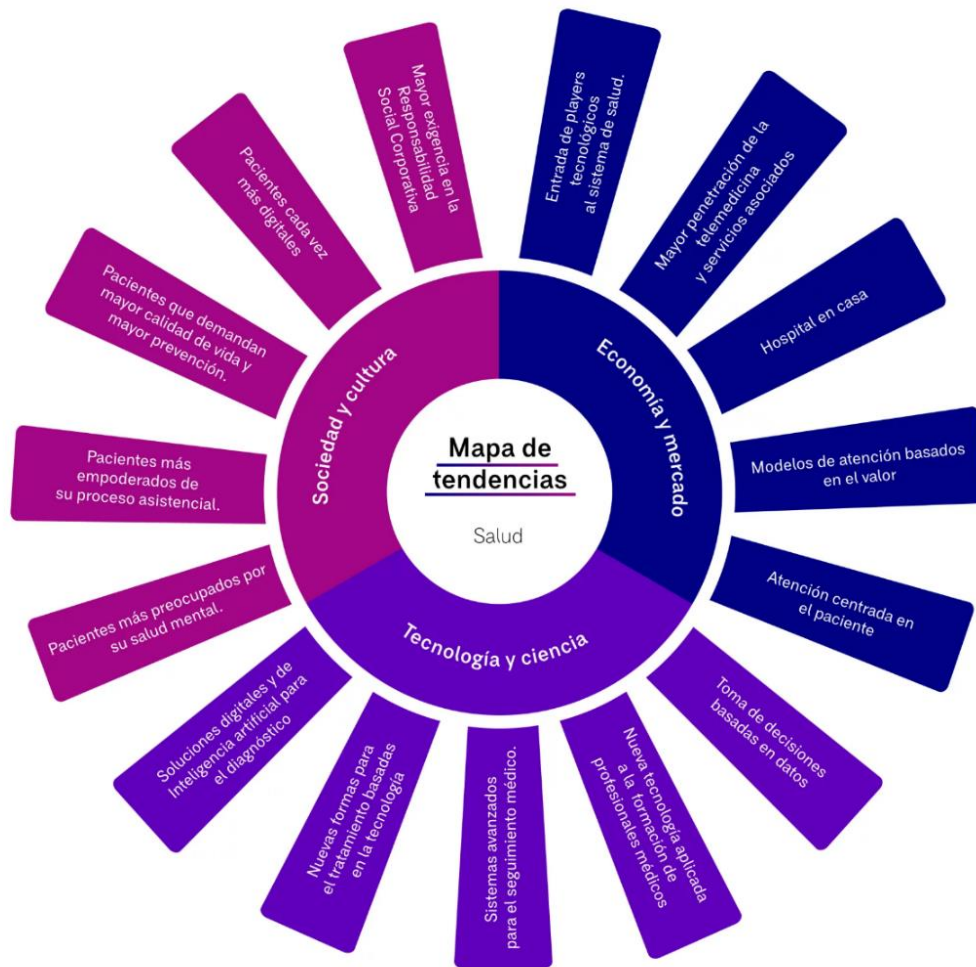 Mapa de
tendencias
Salud
Economía y mercado
Entrada de players
tecnológicos
al sistema de salud.
Mayor penetración de la
telemedicina
y servicios asociados
Hospital en casa
Modelos de atención basados
en el valor
Atención centrada en
el paciente
Tecnología y ciencia
Toma de decisiones
basadas en datos
Nueva tecnología aplicada
a la formación de
profesionales médicos
Sistemas avanzados
para el seguimiento médico.
Nuevas formas para
el tratamiento basadas
en la tecnología
Soluciones digitales y de
Inteligencia artificial para
el diagnóstico
Sociedad y cultura
Pacientes más preocupados por
su salud mental.
Pacientes más
empoderados de
su proceso asistencial.
Pacientes que demandan
mayor calidad de vida y
mayor prevención.
Pacientes cada vez
más digitales
Mayor exigencia en la
Responsabilidad
Social Corporativa